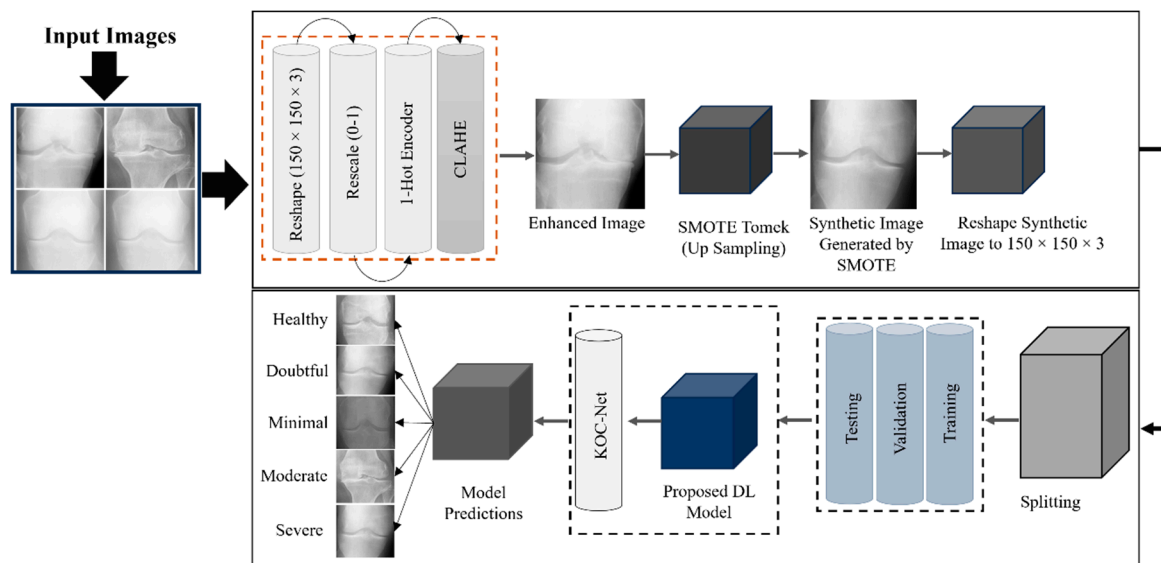 Input Images
Reshape (150 × 150 × 3)
Rescale (0-1)
1-Hot Encoder
CLAHE
Enhanced Image
SMOTE Tomek
(Up Sampling)
Synthetic Image
Generated by
SMOTE
Reshape Synthetic
Image to 150 × 150 × 3
Healthy
Doubtful
Minimal
Moderate
Severe
Model
Predictions
KOC-Net
Proposed DL
Model
Testing
Validation
Training
Splitting